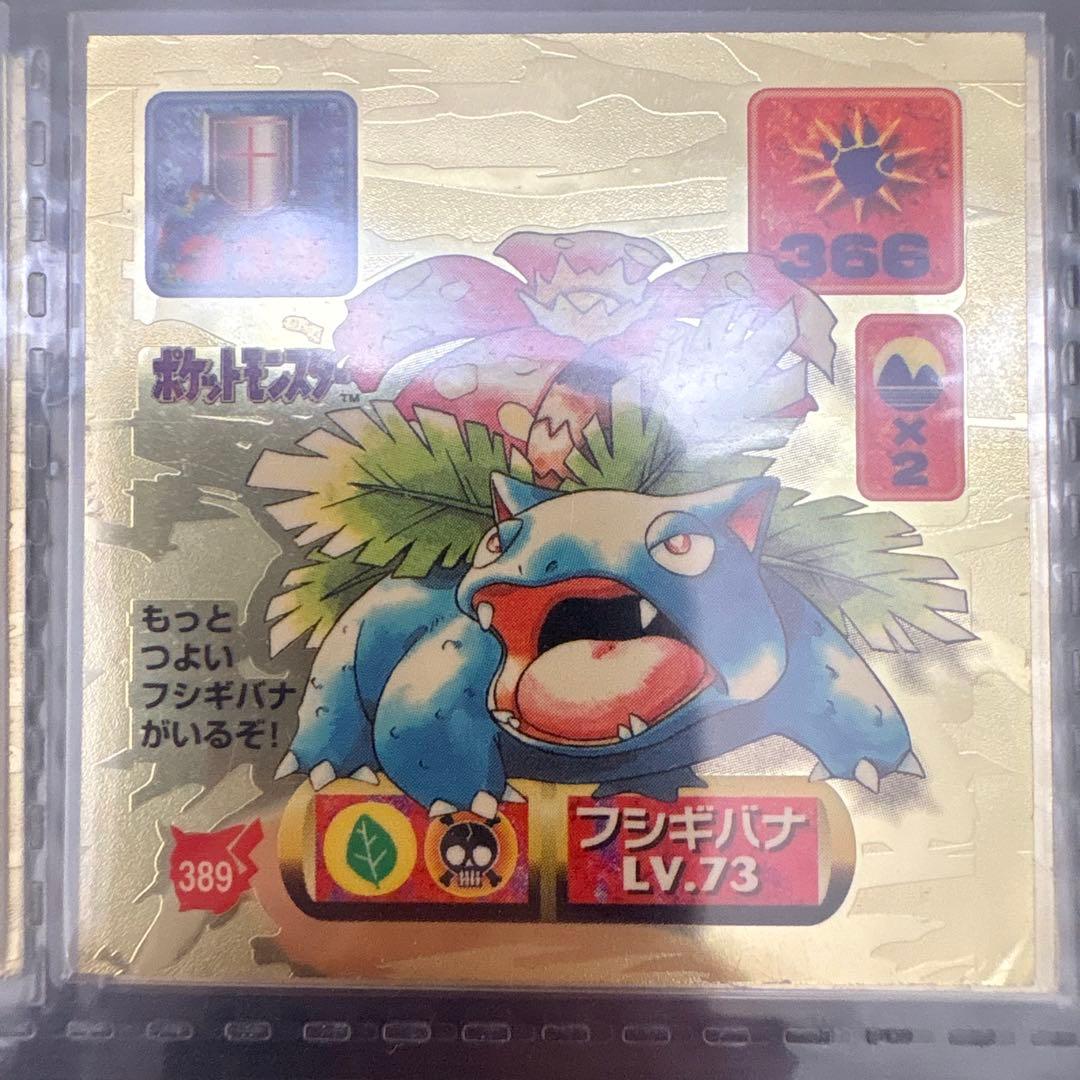 366
ポケットモンスター
TM
×2
もっと
つよい
フシギバナ
がいるぞ!
389
フシギバナ
LV.73